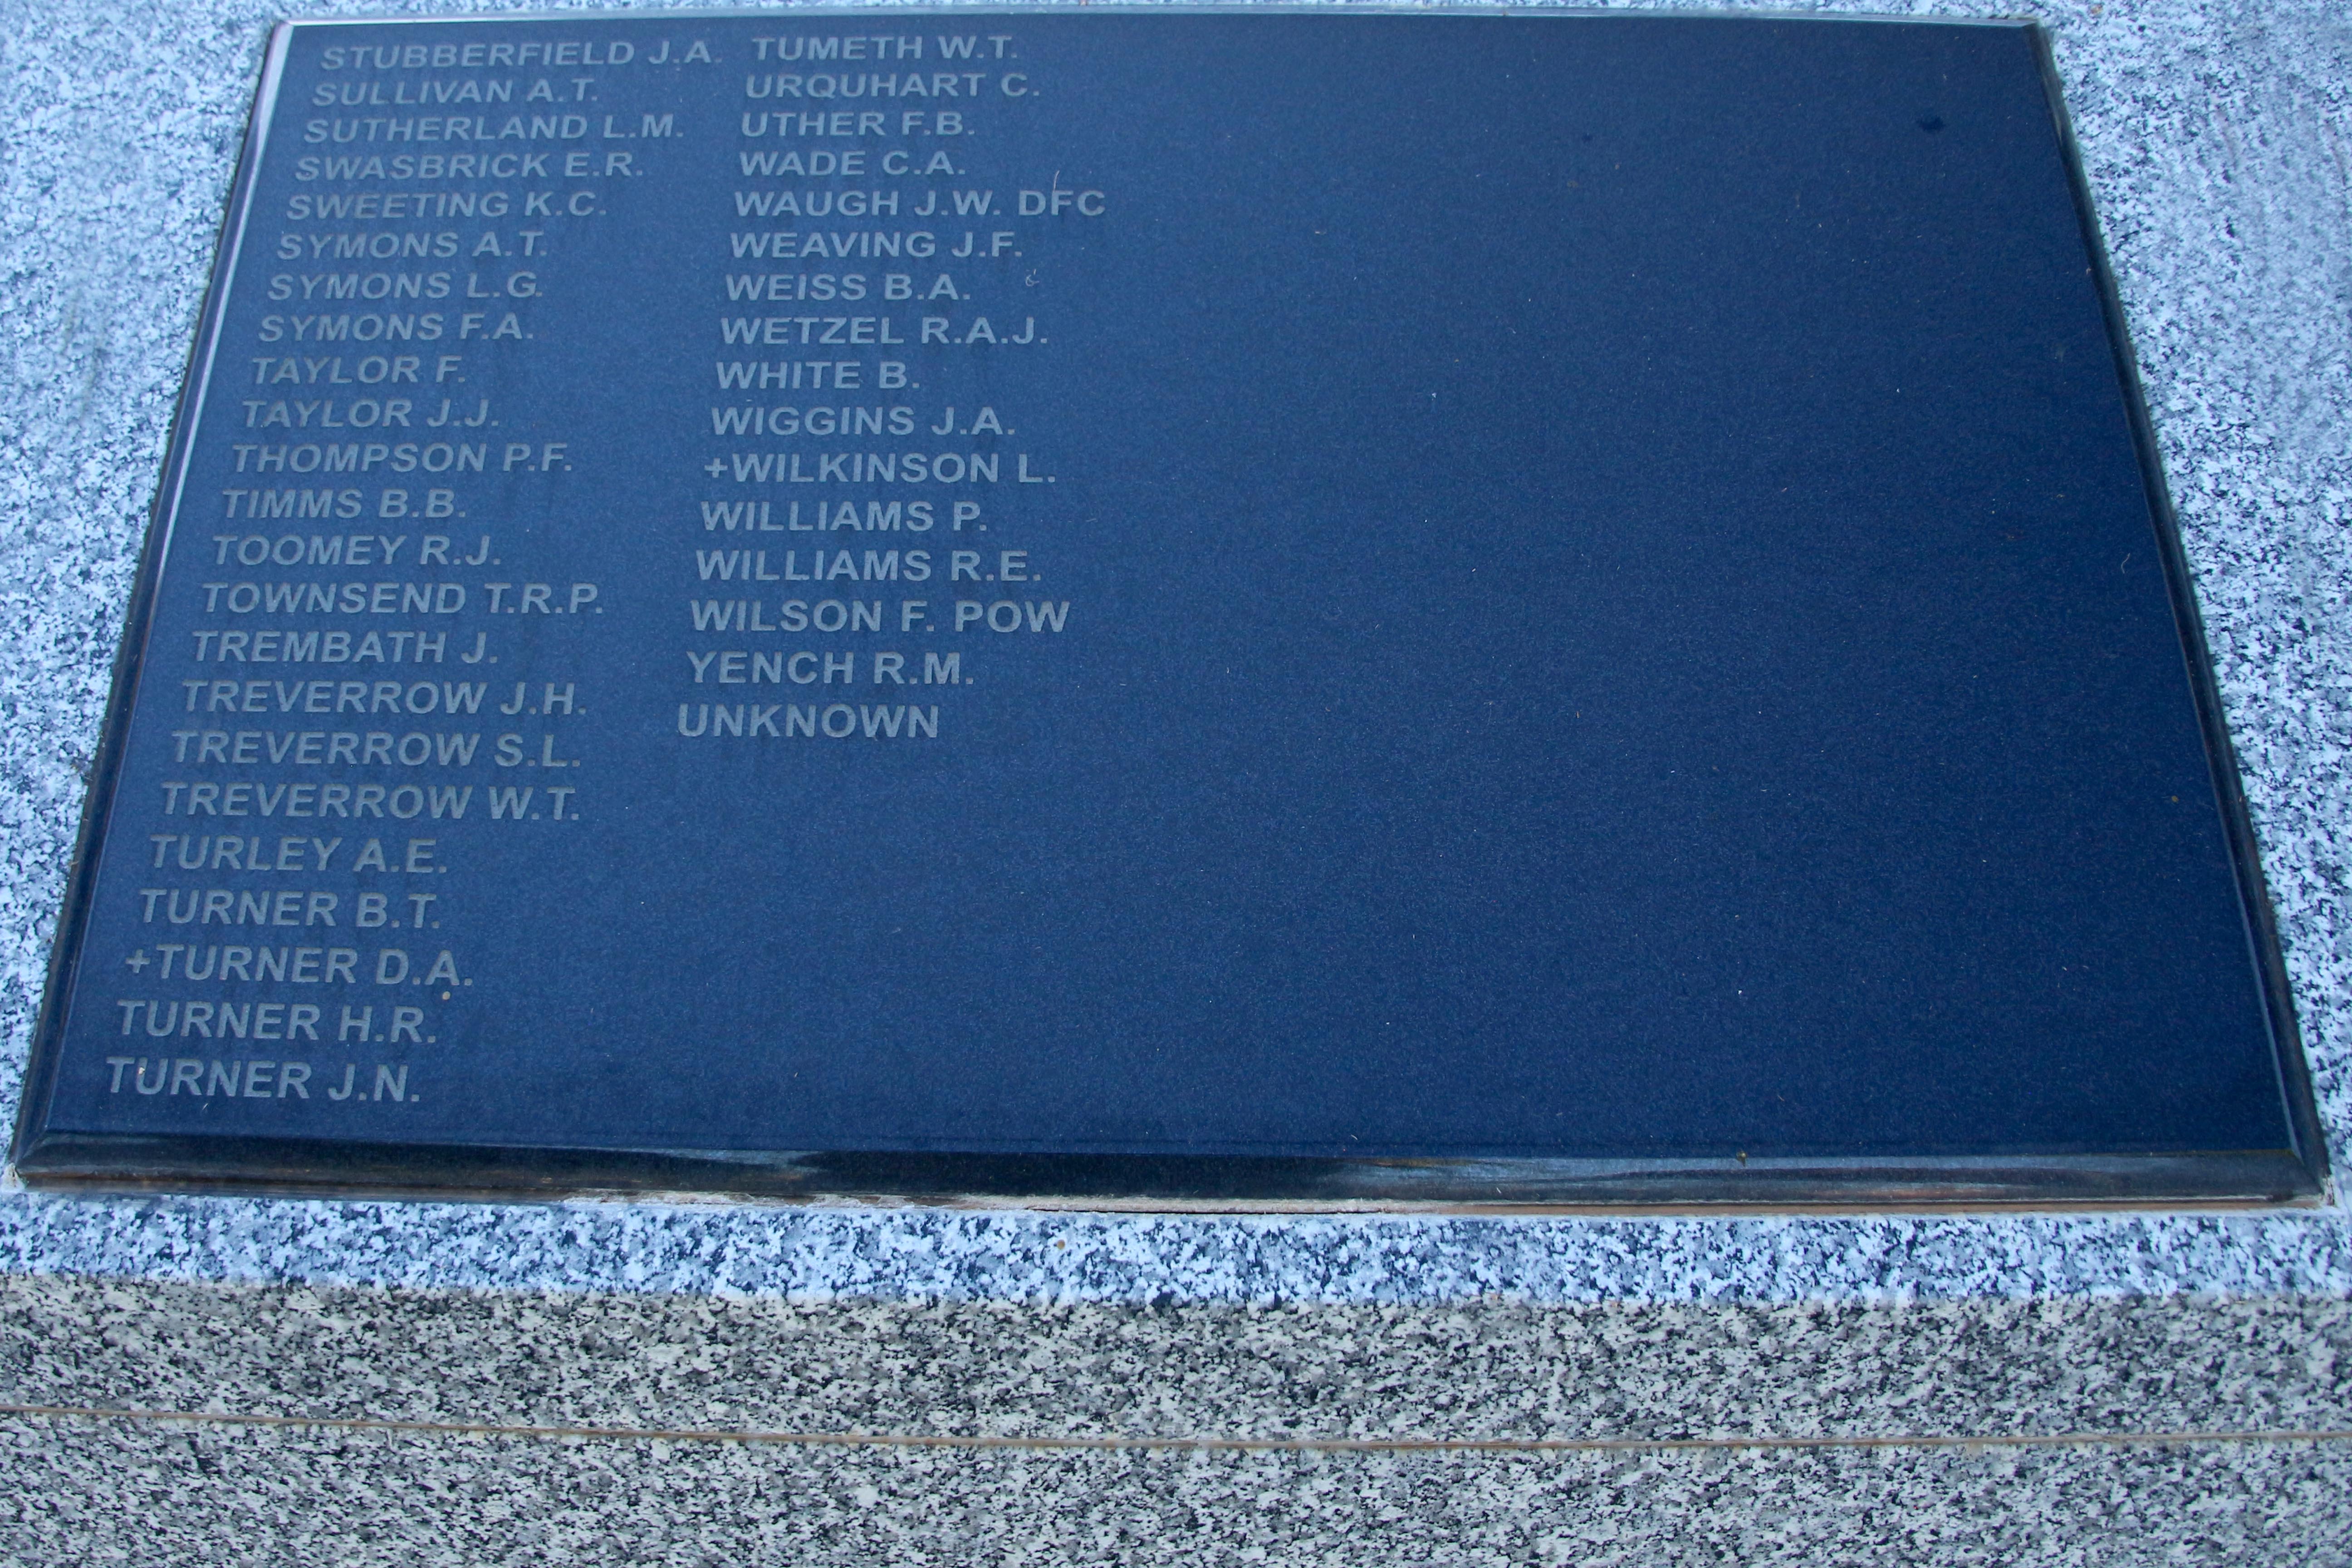 STUBBERFIELD J.A.
SULLIVAN A.T.
SUTHERLAND L.M.
SWASBRICK E.R.
SWEETING K.C.
SYMONS A.T.
SYMONS L.G.
SYMONS F.A.
TAYLOR F.
TAYLOR J.J.
THOMPSON P.F.
TIMMS B.B.
TOOMEY R.J.
TOWNSEND T.R.P.
TREMBATH J.
TREVERROW J.H.
TREVERROW S.L.
TREVERROW W.T.
TURLEY A.E.
TURNER B.T.
+TURNER D.A.
TURNER H.R.
TURNER J.N.
TUMETH W.T.
URQUHART C.
UTHER F.B.
WADE C.A.
WAUGH J.W. DFC
WEAVING J.F.
WEISS B.A.
WETZEL R.A.J.
WHITE B.
WIGGINS J.A.
+WILKINSON L.
WILLIAMS P.
WILLIAMS R.E.
WILSON F. POW
YENCH R.M.
UNKNOWN